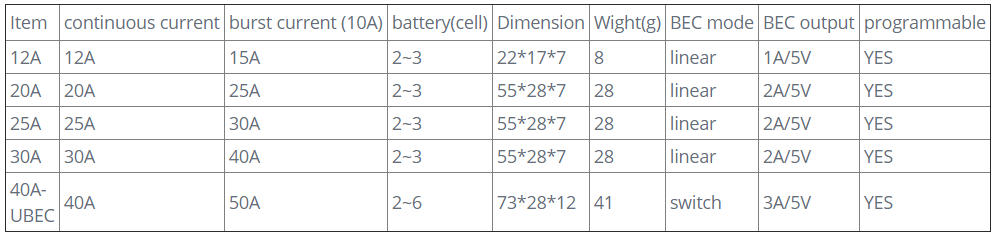 Item continuous current burst current (10A) battery(cell) Dimension Wight(g) BEC mode BEC output programmable
12A 12A 15A 2~3 22*17*7 8 linear 1A/5V YES
20A 20A 25A 2~3 55*28*7 28 linear 2A/5V YES
25A 25A 30A 2~3 55*28*7 28 linear 2A/5V YES
30A 30A 40A 2~3 55*28*7 28 linear 2A/5V YES
40A-
UBEC 40A 50A 2~6 73*28*12 41 switch 3A/5V YES